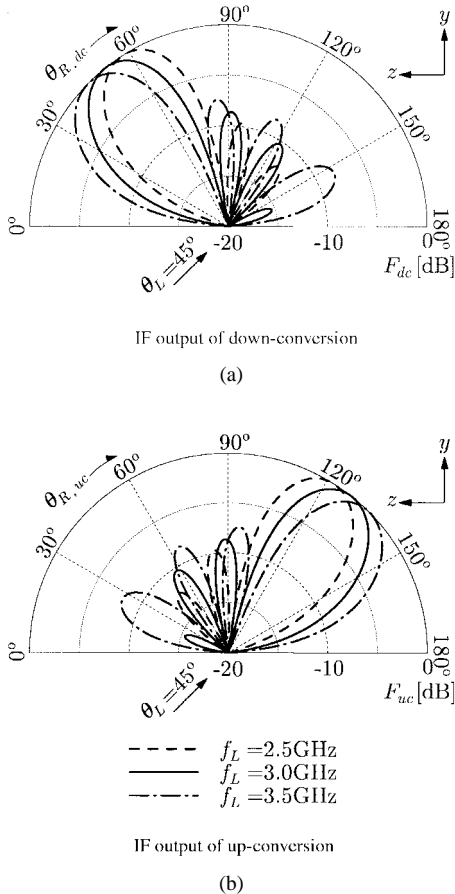 90°
60°
120°
30°
150°
0°
180°
θR, dc
y
z
-20
-10
0°
θL=45°
Fdc [dB]
IF output of down-conversion
(a)
90°
60°
120°
30°
150°
0°
180°
θR, uc
y
z
-20
-10
0°
θL=45°
Fuc [dB]
fL=2.5GHz
fL=3.0GHz
fL=3.5GHz
IF output of up-conversion
(b)